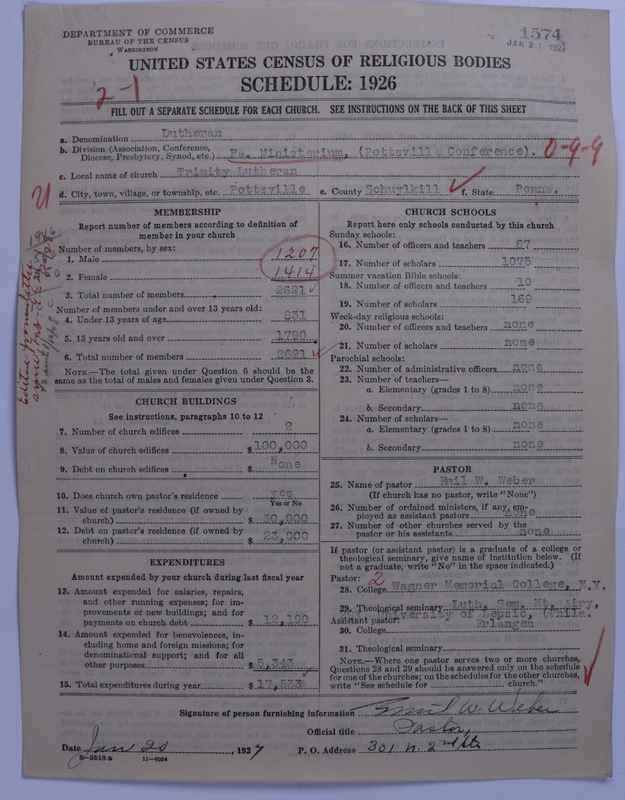 DEPARTMENT OF COMMERCE
BUREAU OF THE CENSUS
WASHINGTON
1574
JAN 21 192
UNITED STATES CENSUS OF RELIGIOUS BODIES
SCHEDULE: 1926
2-1
FILL OUT A SEPARATE SCHEDULE FOR EACH CHURCH. SEE INSTRUCTIONS ON THE BACK OF THIS SHEET
a. Denomination Lutheran
b. Division (Association, Conference, Diocese, Presbytery, Synod, etc.) Pa. Ministerium, (Pottsville Conference). 0-9-9
c. Local name of church Trinity Lutheran
d. City, town, village, or township, etc. Pottsville e. County Schuylkill f. State Penna.
MEMBERSHIP
Report number of members according to definition of
member in your church
Number of members, by sex:
1. Male 1207
2. Female 1414
3. Total number of members 2621
Number of members under and over 13 years old:
4. Under 13 years of age 831
5. 13 years old and over 1790
6. Total number of members 2621
NOTE.—The total given under Question 6 should be the
same as the total of males and females given under Question 3.
CHURCH BUILDINGS
See instructions, paragraphs 10 to 12
7. Number of church edifices 2
8. Value of church edifices $100,000
9. Debt on church edifices $ None
10. Does church own pastor's residence yes
Yes or No
11. Value of pastor's residence (if owned by
church) $ 30,000
12. Debt on pastor's residence (if owned by
church) $ 23,000
EXPENDITURES
Amount expended by your church during last fiscal year
13. Amount expended for salaries, repairs,
and other running expenses; for im-
provements or new buildings; and for
payments on church debt $ 12,190
14. Amount expended for benevolences, in-
cluding home and foreign missions; for
denominational support; and for all
other purposes $ 5,343
15. Total expenditures during year $ 17,533
CHURCH SCHOOLS
Report here only schools conducted by this church
Sunday schools:
16. Number of officers and teachers 67
17. Number of scholars 1075
Summer vacation Bible schools:
18. Number of officers and teachers 10
19. Number of scholars 169
Week-day religious schools:
20. Number of officers and teachers none
21. Number of scholars none
Parochial schools:
22. Number of administrative officers none
23. Number of teachers—
a. Elementary (grades 1 to 8) none
b. Secondary none
24. Number of scholars—
a. Elementary (grades 1 to 8) none
b. Secondary none
PASTOR
25. Name of pastor Emil W. Weber
(If church has no pastor, write "None")
26. Number of ordained ministers, if any, em-
ployed as assistant pastors none
27. Number of other churches served by the
pastor or his assistants none
If pastor (or assistant pastor) is a graduate of a college or
theological seminary, give name of institution below. (If
not a graduate, write "No" in the space indicated.)
Pastor: 2
28. College Wagner Memorial College, N.Y.
29. Theological seminary Luth. Sem. Mt. Airy,
University of Lepsic, (Phila.
Assistant pastor:
30. College Erlangen
31. Theological seminary
NOTE.—Where one pastor serves two or more churches,
Questions 28 and 29 should be answered only on the schedule
for one of the churches; on the schedules for the other churches,
write "See schedule for church."
Signature of person furnishing information Emil W. Weber
Official title Pastor
Date Jan 20, 1927 P. O. Address 301 N. 2nd St.
8-5518a 11-9024